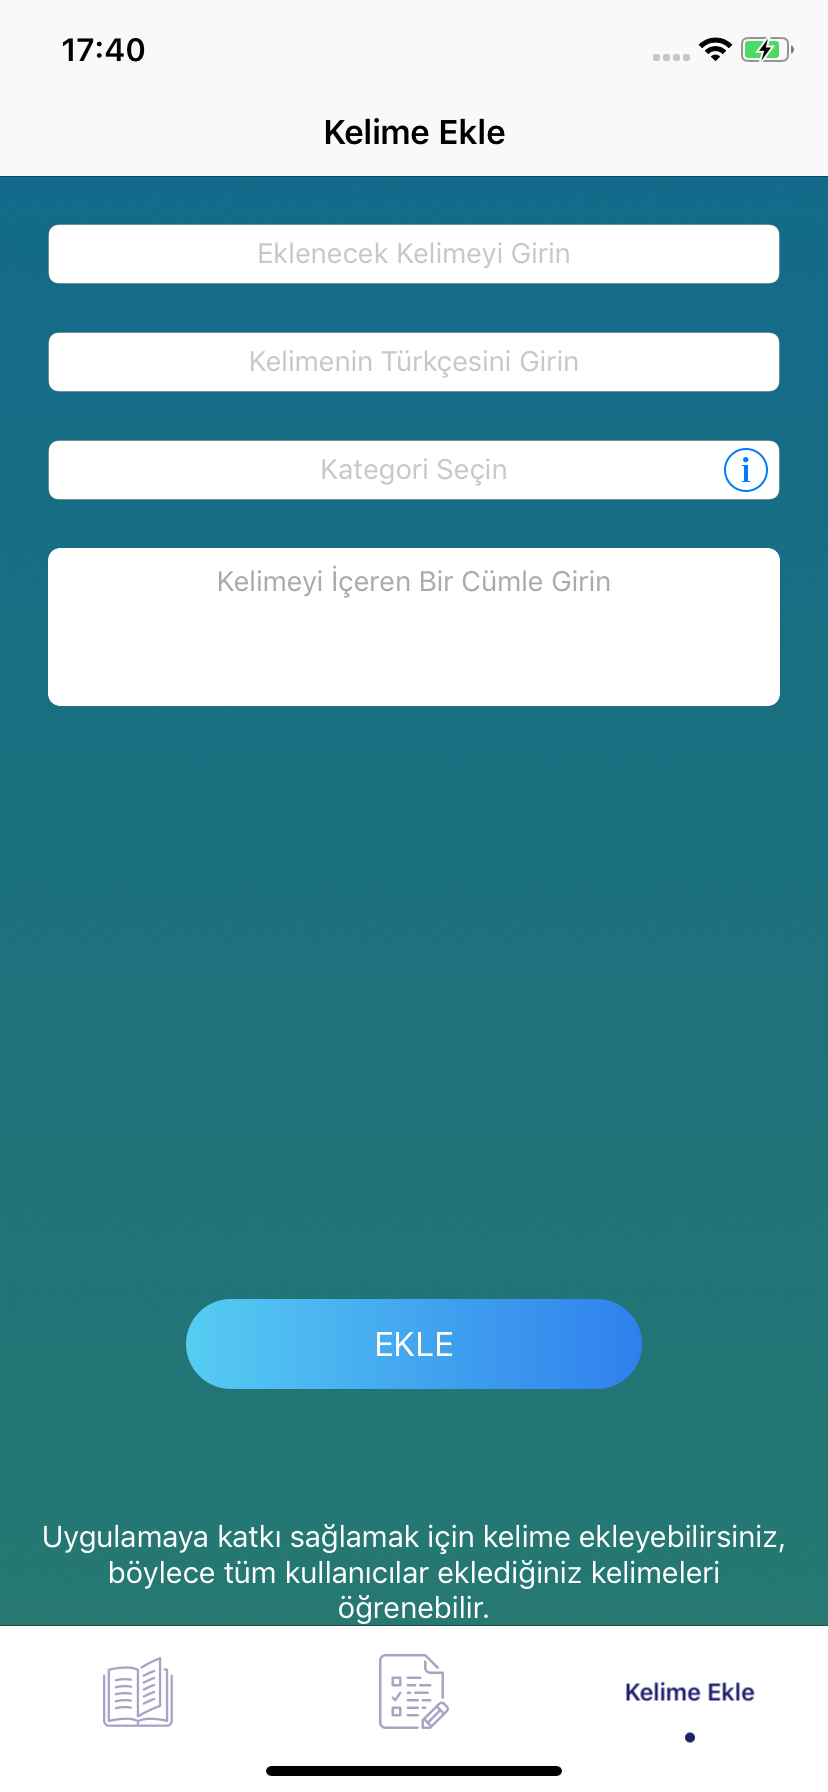 17:40
Kelime Ekle
Eklenecek Kelimeyi Girin
Kelimenin Türkçesini Girin
Kategori Seçin
i
Kelimeyi İçeren Bir Cümle Girin
EKLE
Uygulamaya katkı sağlamak için kelime ekleyebilirsiniz,
böylece tüm kullanıcılar eklediğiniz kelimeleri
öğrenebilir.
Kelime Ekle